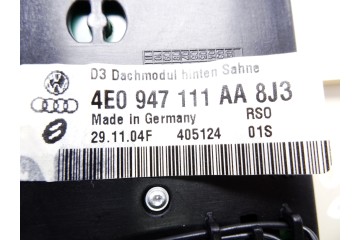 D3 Dachmodul hinten Sahne
4E0 947 111 AA 8J3
Made in Germany RSO
29.11.04F 405124 01S